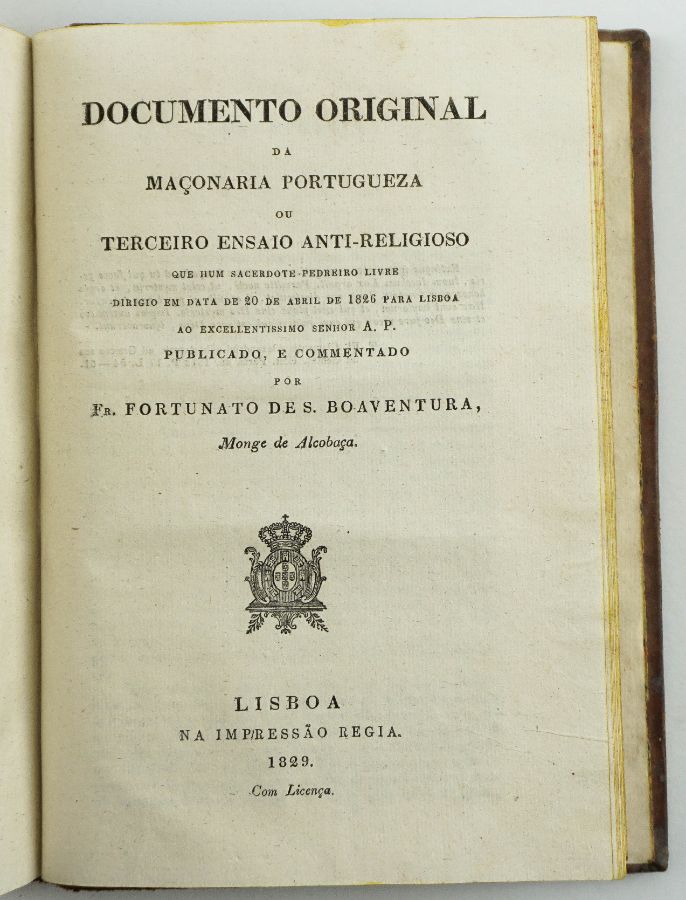 DOCUMENTO ORIGINAL
DA
MAÇONARIA PORTUGUEZA
OU
TERCEIRO ENSAIO ANTI-RELIGIOSO
QUE HUM SACERDOTE PEDREIRO LIVRE
DIRIGIO EM DATA DE 20 DE ABRIL DE 1826 PARA LISBOA
AO EXCELLENTISSIMO SENHOR A. P.
PUBLICADO, E COMMENTADO
POR
FR. FORTUNATO DE S. BOAVENTURA,
Monge de Alcobaça.
LISBOA
NA IMPRESSÃO REGIA.
1829.
Com Licença.